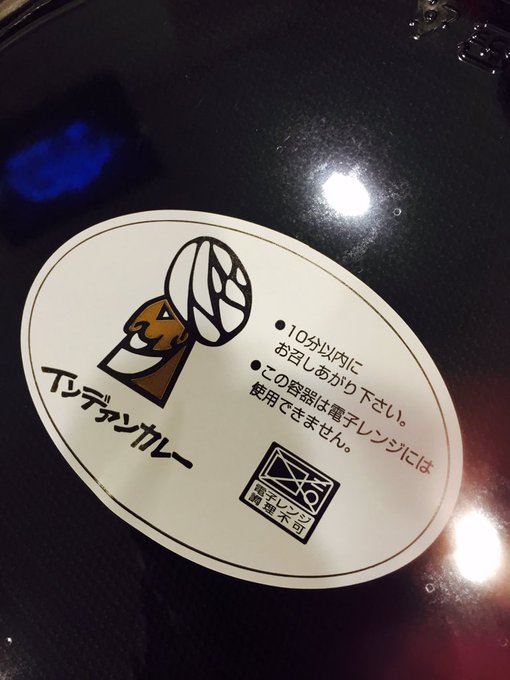 インデアンカレー
●10分以内に
お召しあがり下さい。
●この容器は電子レンジには
使用できません。
電子レンジ
調理不可